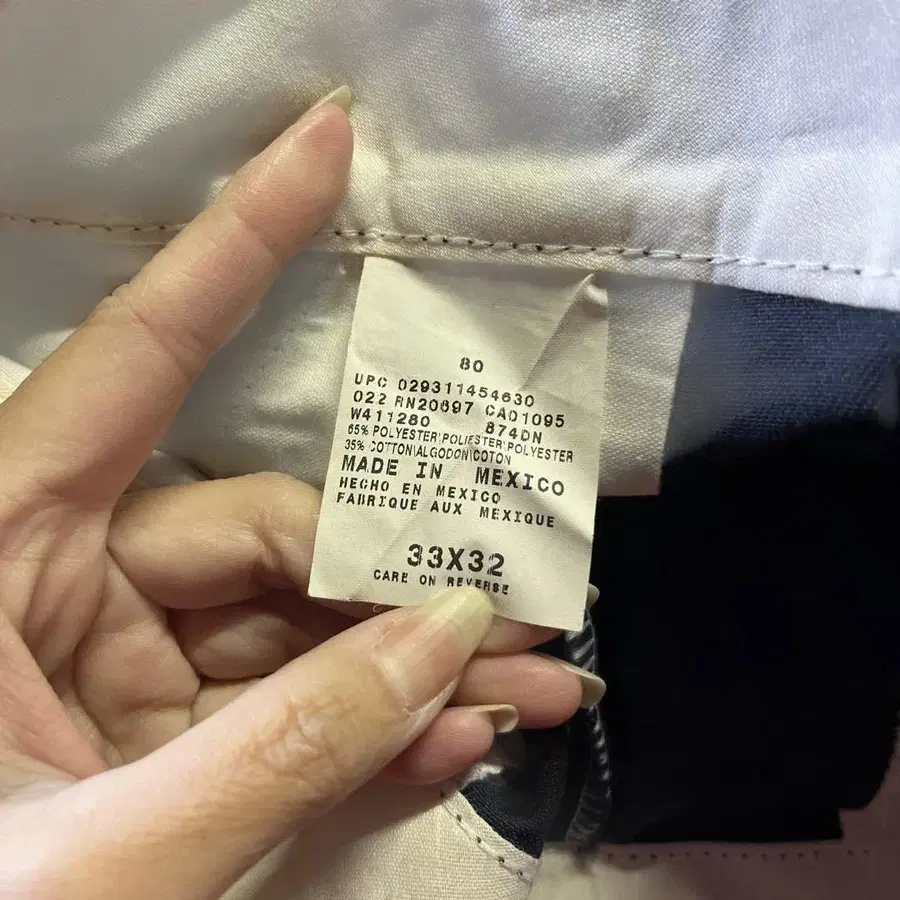 80
UPC 029311454630
022 RN20697 CA01095
W411280 874DN
65% POLYESTER\POLIESTER\POLYESTER
35% COTTON\ALGODON\COTON
MADE IN MEXICO
HECHO EN MEXICO
FABRIQUE AUX MEXIQUE
33X32
CARE ON REVERSE